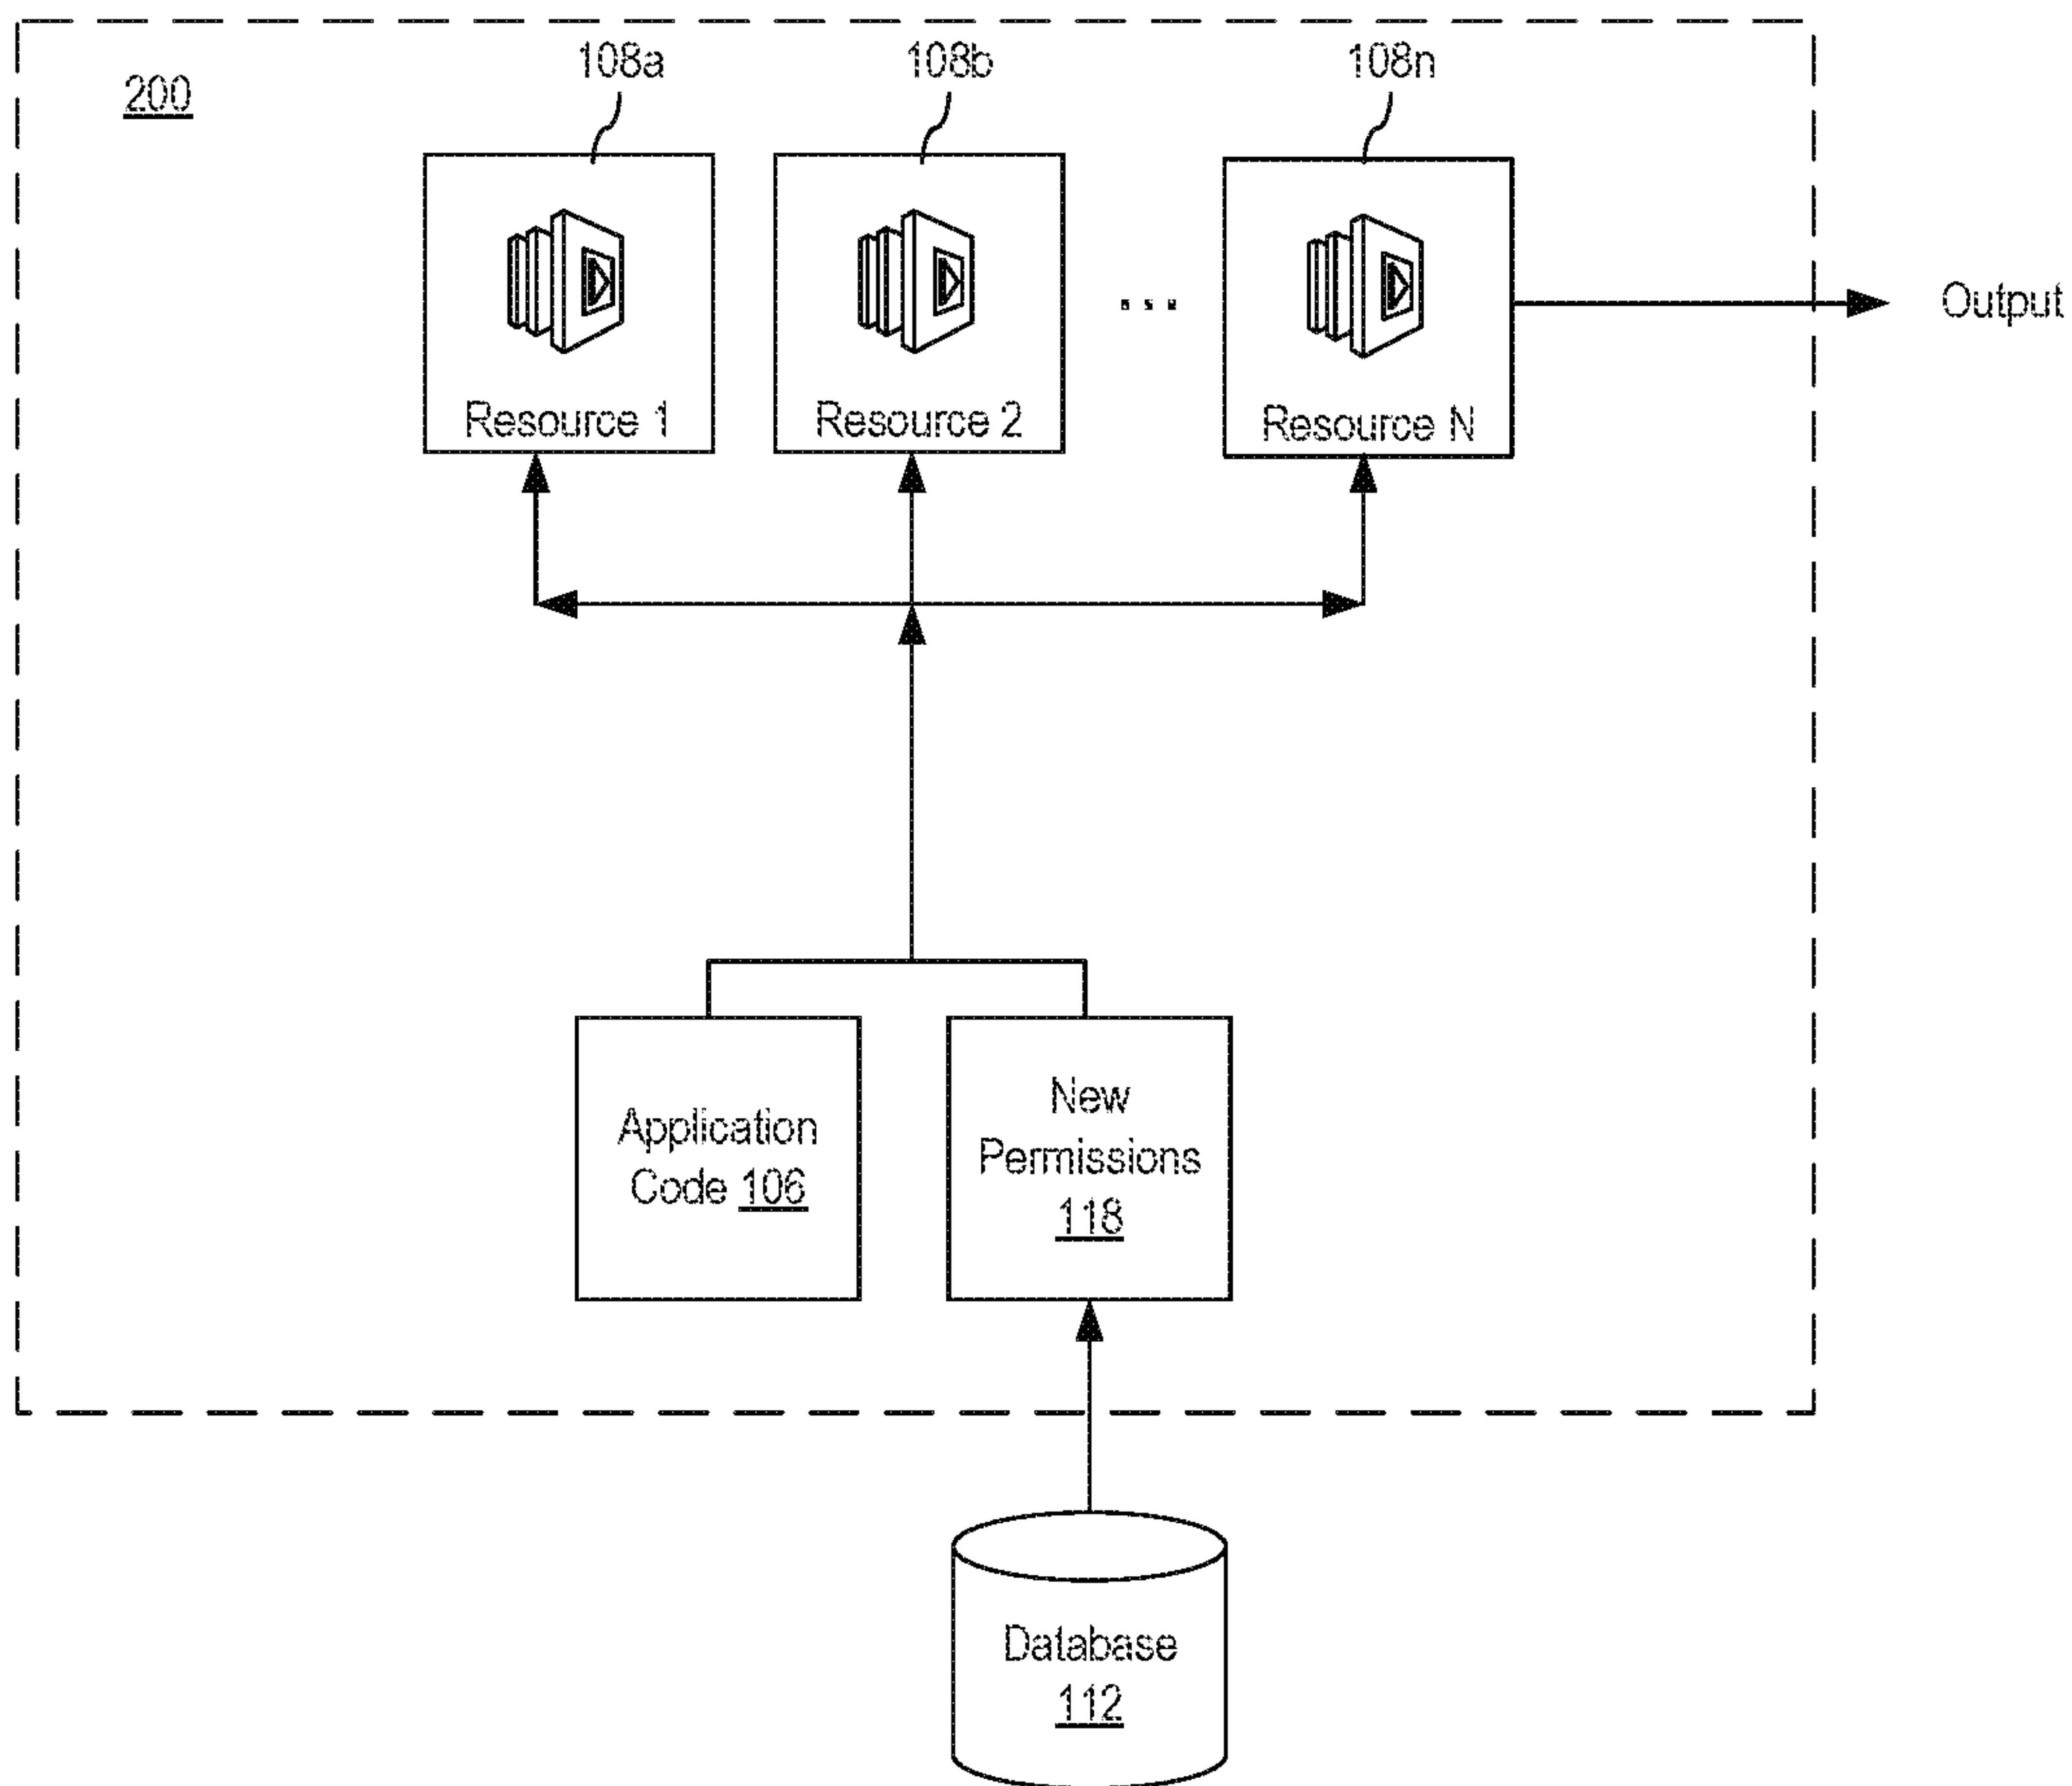 200
108a
108b
108n
Resource 1
Resource 2
...
Resource N
Output
Application
Code 106
New
Permissions
118
Database
112